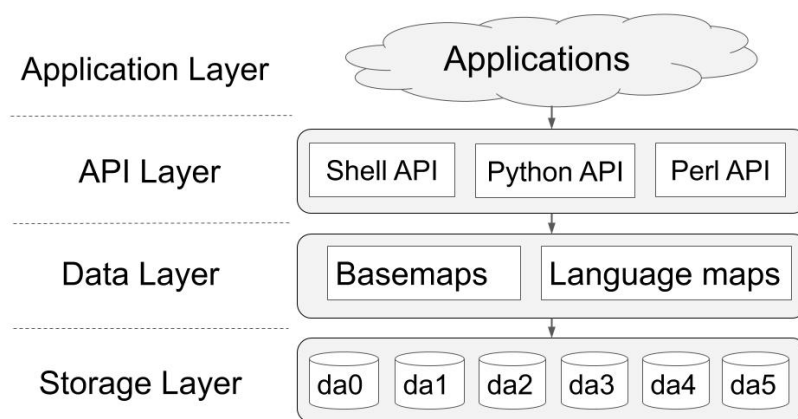 Application Layer
Applications
API Layer
Shell API
Python API
Perl API
Data Layer
Basemaps
Language maps
Storage Layer
da0
da1
da2
da3
da4
da5